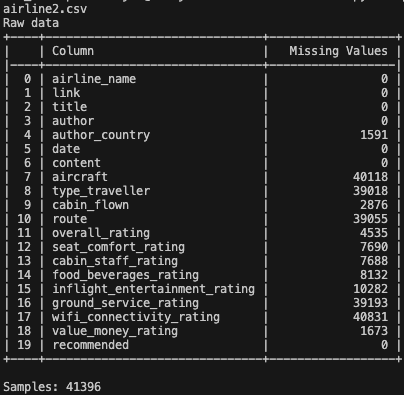 airline2.csv
Raw data
+----+-------------------------------+------------------+
|    | Column                        |   Missing Values |
|----+-------------------------------+------------------|
|  0 | airline_name                  |                0 |
|  1 | link                          |                0 |
|  2 | title                         |                0 |
|  3 | author                        |                0 |
|  4 | author_country                |             1591 |
|  5 | date                          |                0 |
|  6 | content                       |                0 |
|  7 | aircraft                      |            40118 |
|  8 | type_traveller                |            39018 |
|  9 | cabin_flown                   |             2876 |
| 10 | route                         |            39055 |
| 11 | overall_rating                |             4535 |
| 12 | seat_comfort_rating           |             7690 |
| 13 | cabin_staff_rating            |             7688 |
| 14 | food_beverages_rating         |             8132 |
| 15 | inflight_entertainment_rating |            10282 |
| 16 | ground_service_rating         |            39193 |
| 17 | wifi_connectivity_rating      |            40831 |
| 18 | value_money_rating            |             1673 |
| 19 | recommended                   |                0 |
+----+-------------------------------+------------------+
Samples: 41396